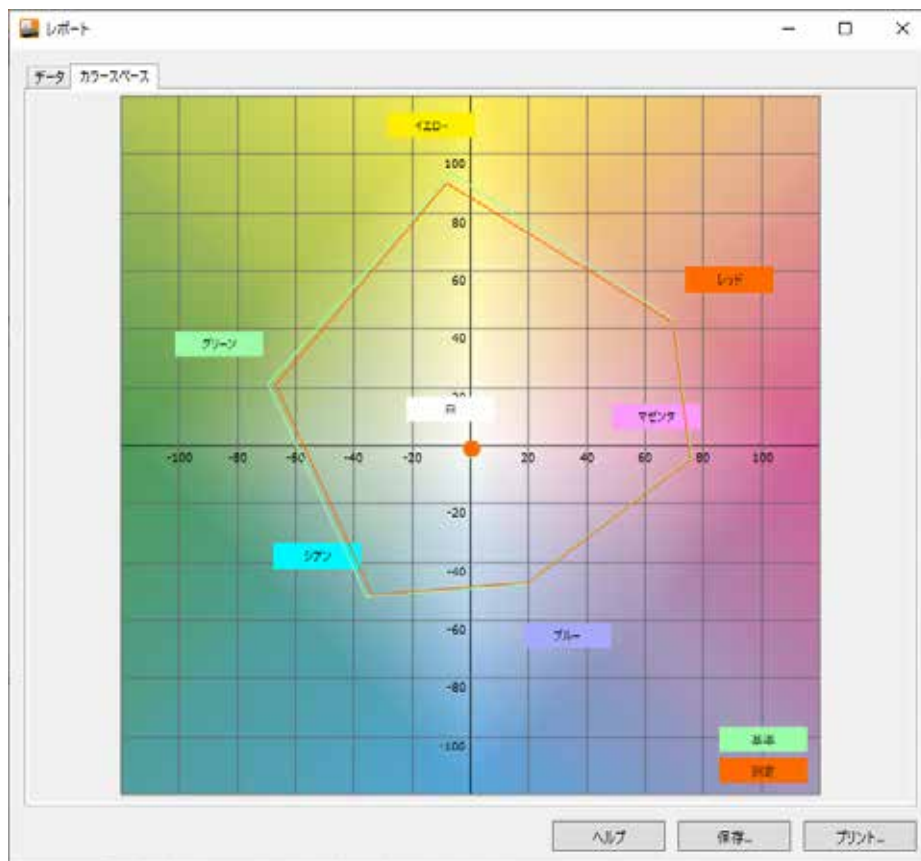 レポート
データ カラースペース
イエロー
100
80
60
レッド
40
グリーン
20
白
マゼンタ
-100 -80 -60 -40 -20 20 40 60 80 100
-20
シアン
-40
-60
ブルー
-80
-100
基準
測定
ヘルプ 保存... プリント...